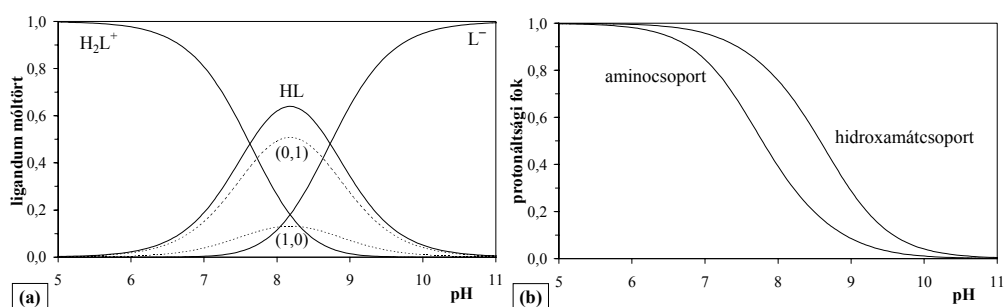 1,0
0,8
0,6
0,4
0,2
0,0
ligandum móltört
H₂L⁺
HL
L⁻
(0,1)
(1,0)
5 6 7 8 9 10 11
pH
(a)
1,0
0,8
0,6
0,4
0,2
0,0
protonáltsági fok
aminocsoport
hidroxamátcsoport
5 6 7 8 9 10 11
pH
(b)